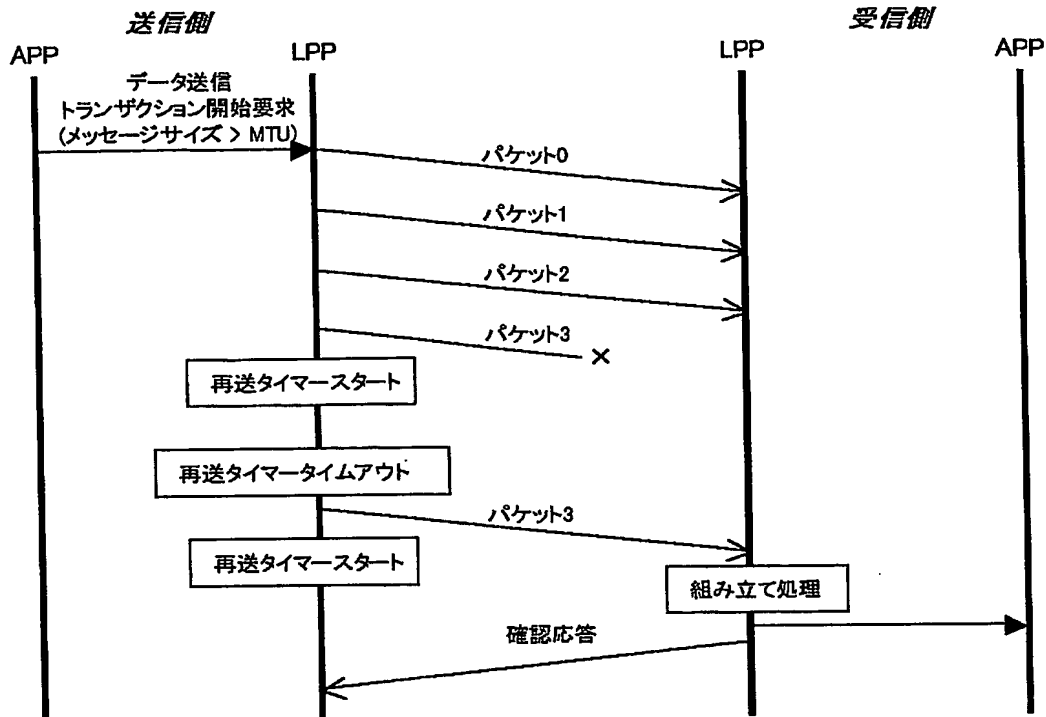 送信側
受信側
APP
LPP
LPP
APP
データ送信
トランザクション開始要求
(メッセージサイズ > MTU)
パケット0
パケット1
パケット2
パケット3
×
再送タイマースタート
再送タイマータイムアウト
パケット3
再送タイマースタート
組み立て処理
確認応答